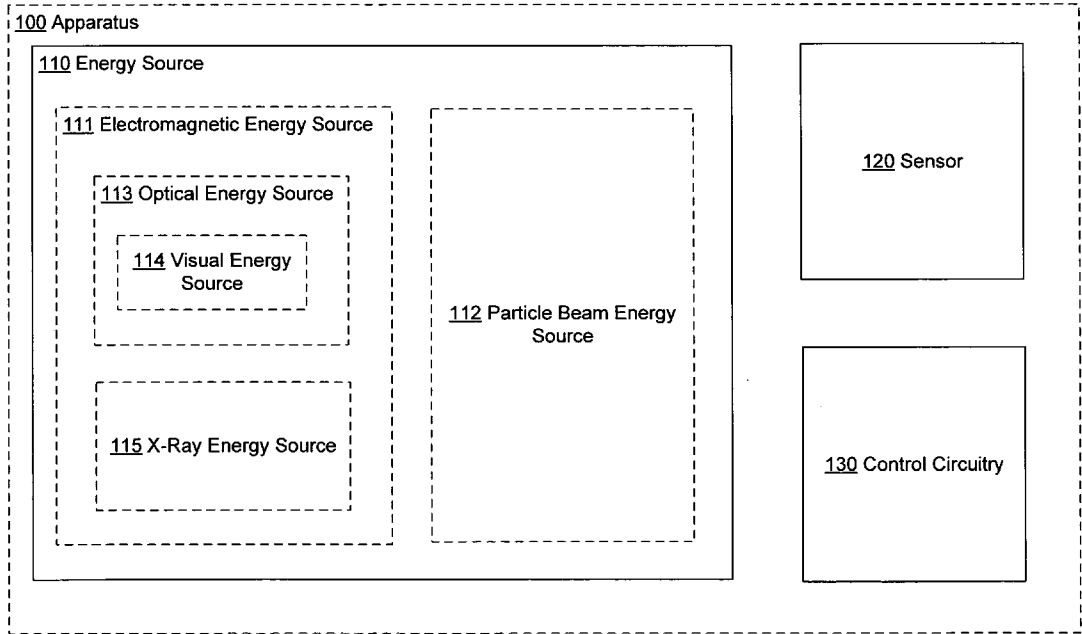 100 Apparatus
110 Energy Source
111 Electromagnetic Energy Source
113 Optical Energy Source
114 Visual Energy
Source
115 X-Ray Energy Source
112 Particle Beam Energy
Source
120 Sensor
130 Control Circuitry